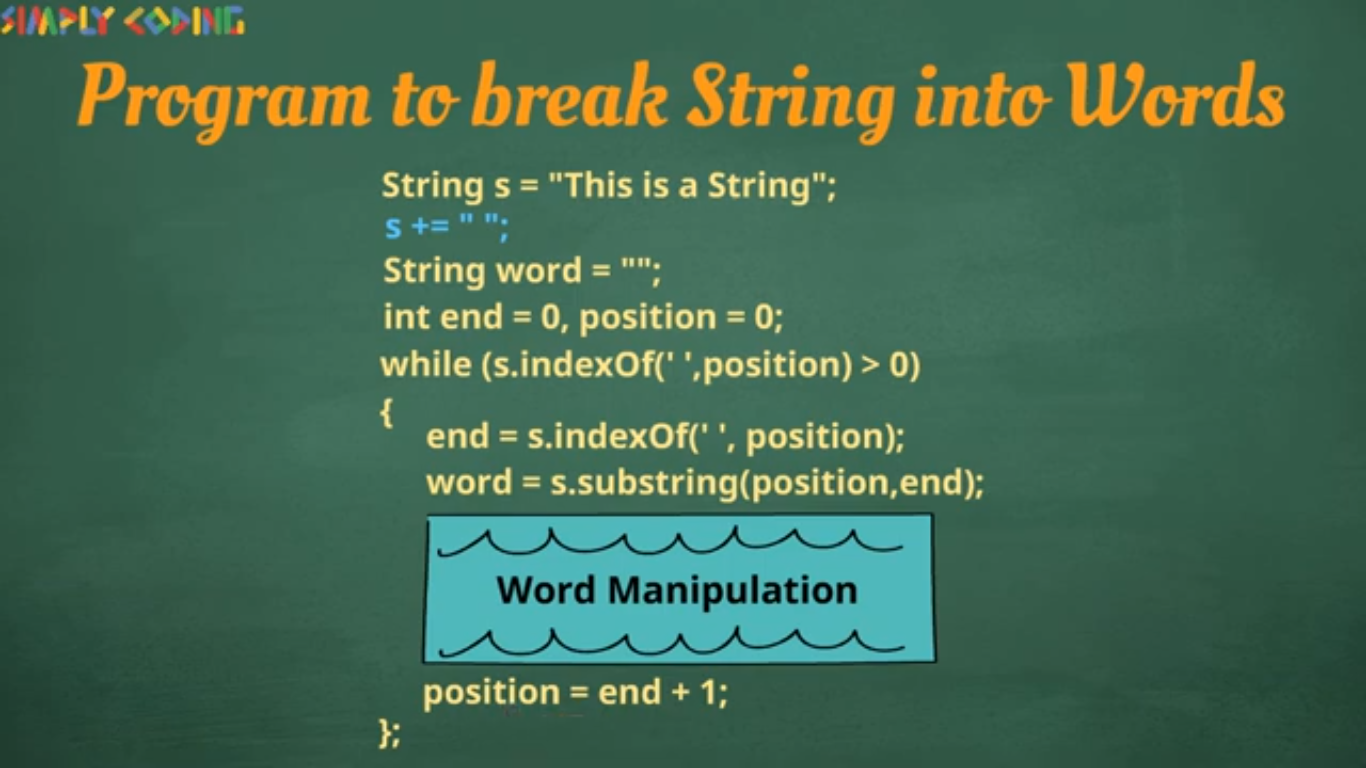 SIMPLY CODING
Program to break String into Words
String s = "This is a String";
s += " ";
String word = "";
int end = 0, position = 0;
while (s.indexOf(' ',position) > 0)
{
end = s.indexOf(' ', position);
word = s.substring(position,end);
Word Manipulation
position = end + 1;
};